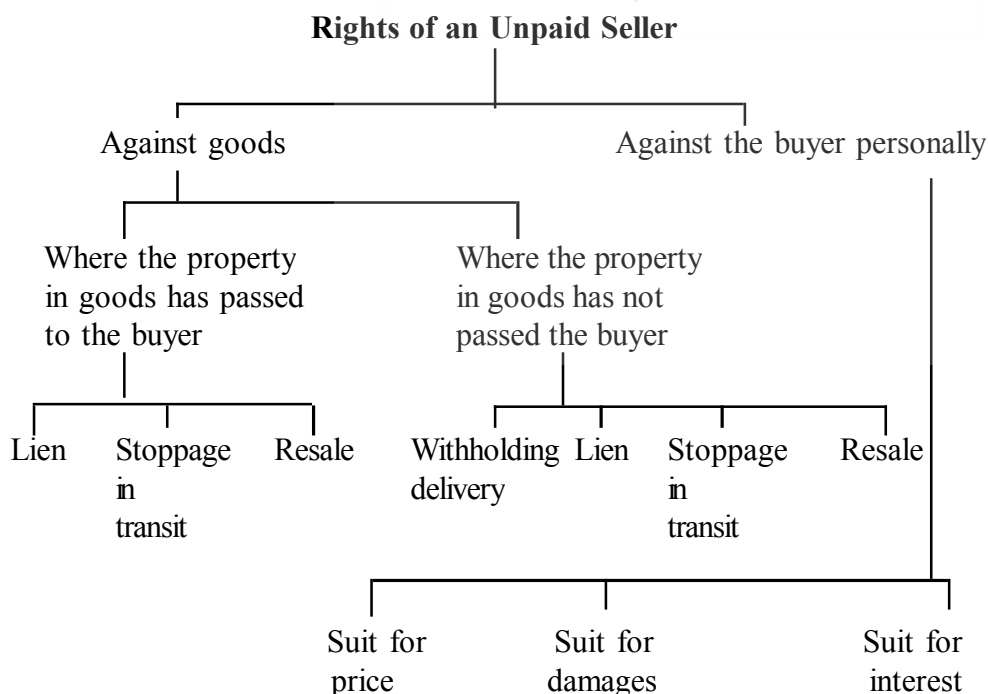 Rights of an Unpaid Seller
Against goods
Against the buyer personally
Where the property
in goods has passed
to the buyer
Where the property
in goods has not
passed the buyer
Lien
Stoppage
in
transit
Resale
Withholding
delivery
Lien
Stoppage
in
transit
Resale
Suit for
price
Suit for
damages
Suit for
interest